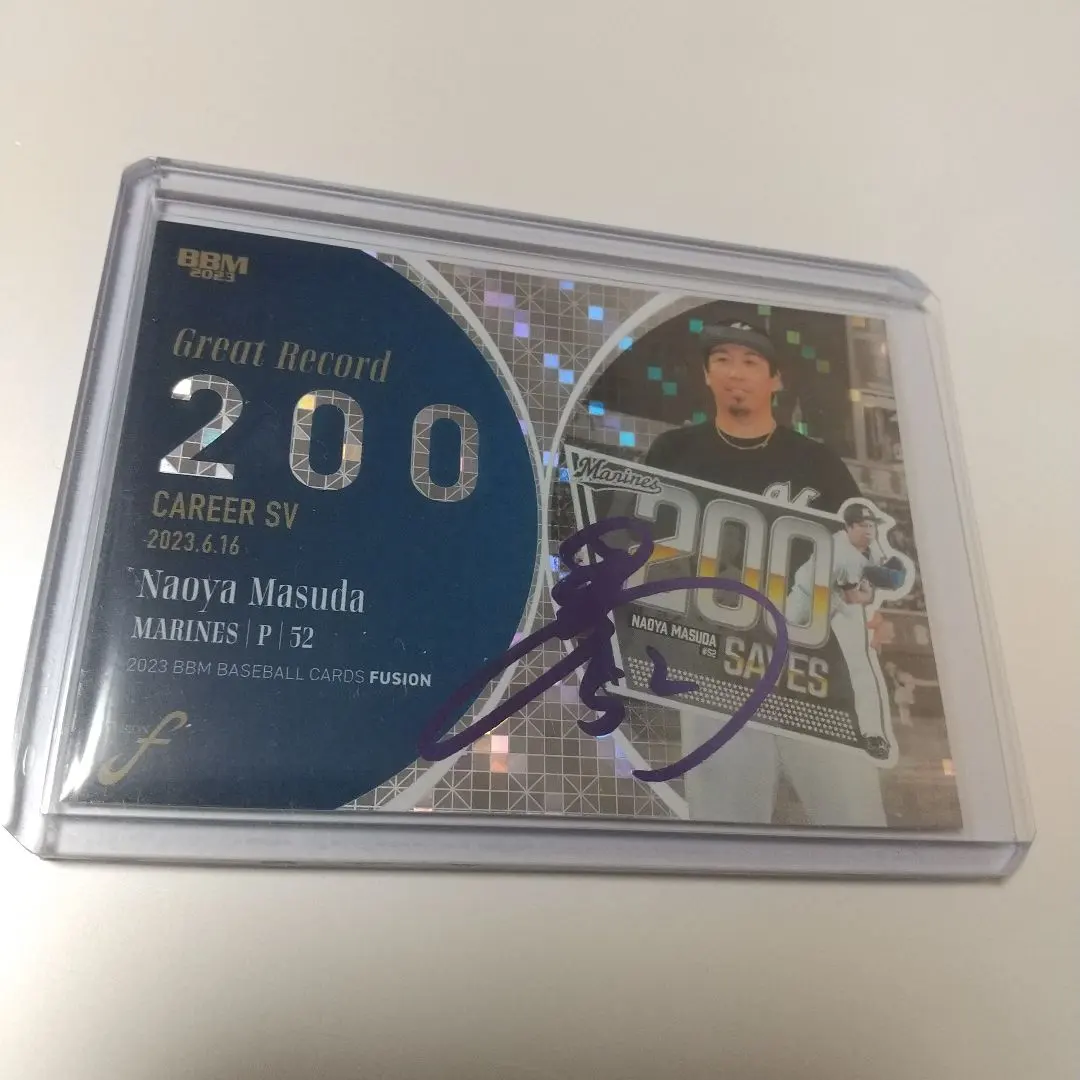 BBM
2023
Great Record
200
CAREER SV
2023.6.16
Naoya Masuda
MARINES | P | 52
2023 BBM BASEBALL CARDS FUSION
f
Marines
200
NAOYA MASUDA
#52
SAVES
M
M
52